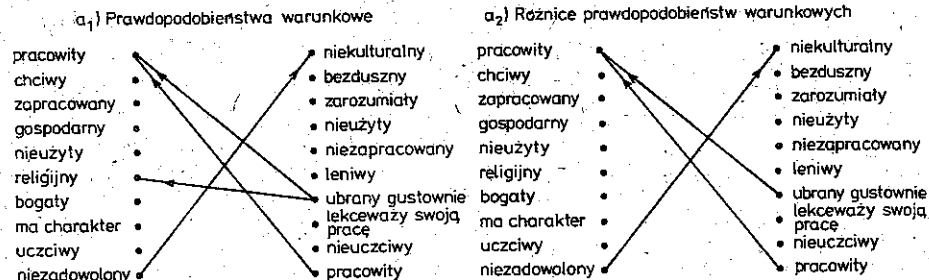 a₁) Prawdopodobieństwa warunkowe
pracowity
chciwy
zapracowany
gospodarny
nieużyty
religijny
bogaty
ma charakter
uczciwy
niezadowolony
niekulturalny
bezduszny
zarozumiały
nieużyty
niezapracowany
leniwy
ubrany gustownie
lekceważy swoją
pracę
nieuczciwy
pracowity
a₂) Różnice prawdopodobieństw warunkowych
pracowity
chciwy
zapracowany
gospodarny
nieużyty
religijny
bogaty
ma charakter
uczciwy
niezadowolony
niekulturalny
bezduszny
zarozumiały
nieużyty
niezapracowany
leniwy
ubrany gustownie
lekceważy swoją
pracę
nieuczciwy
pracowity